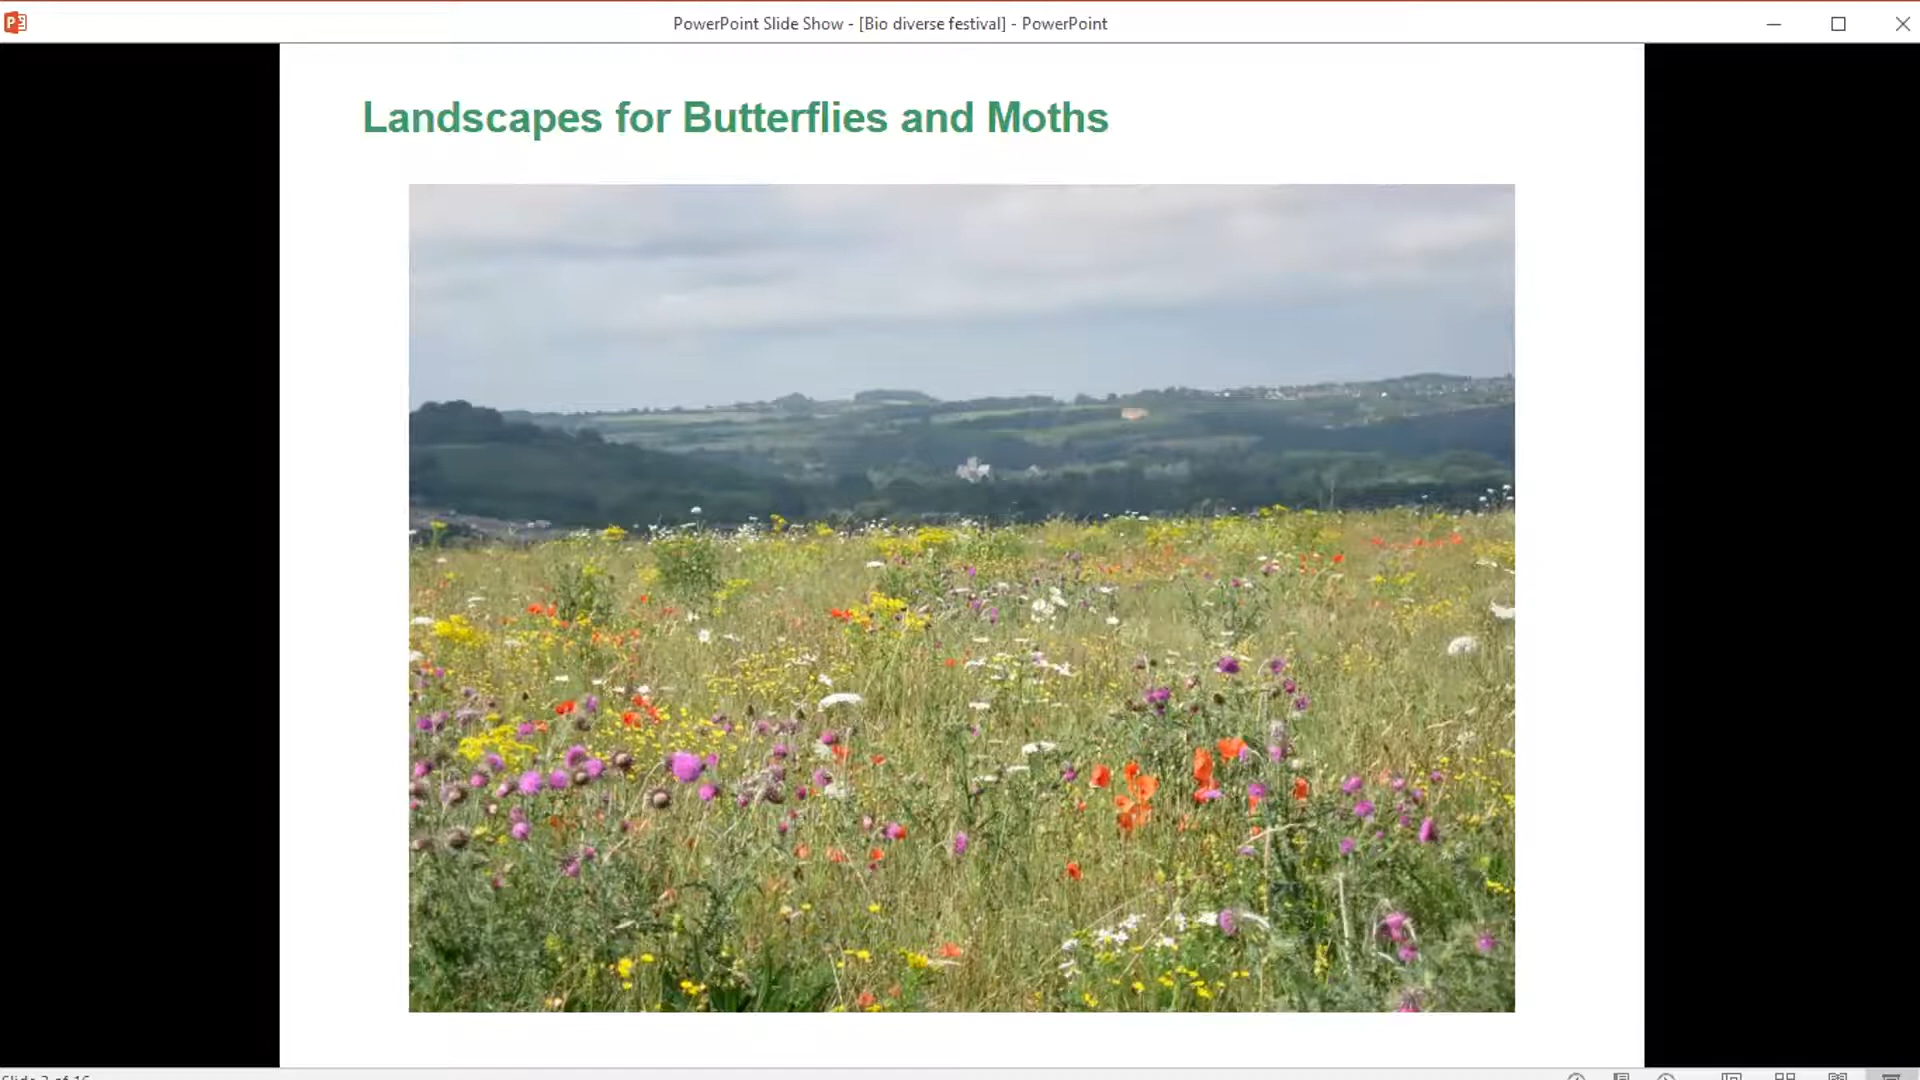 PowerPoint Slide Show - [Bio diverse festival] - PowerPoint
Landscapes for Butterflies and Moths